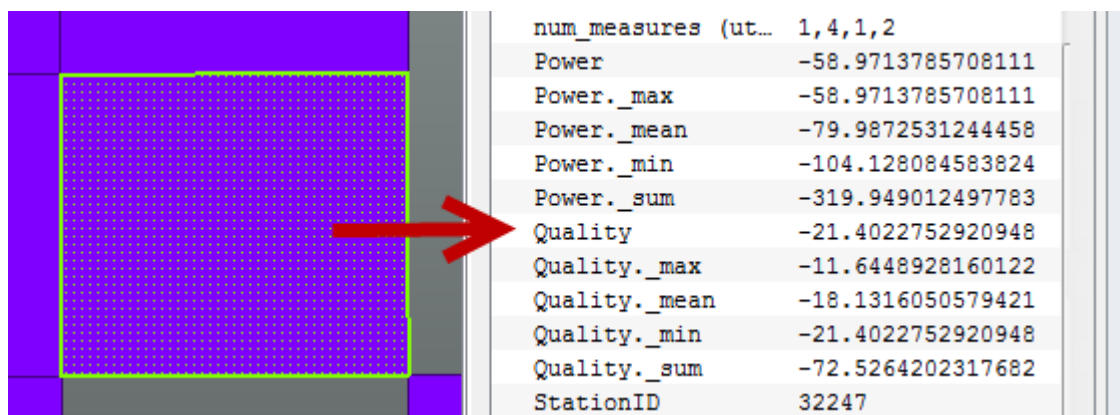 num_measures (ut… 1,4,1,2
Power -58.9713785708111
Power._max -58.9713785708111
Power._mean -79.9872531244458
Power._min -104.128084583824
Power._sum -319.949012497783
Quality -21.4022752920948
Quality._max -11.6448928160122
Quality._mean -18.1316050579421
Quality._min -21.4022752920948
Quality._sum -72.5264202317682
StationID 32247